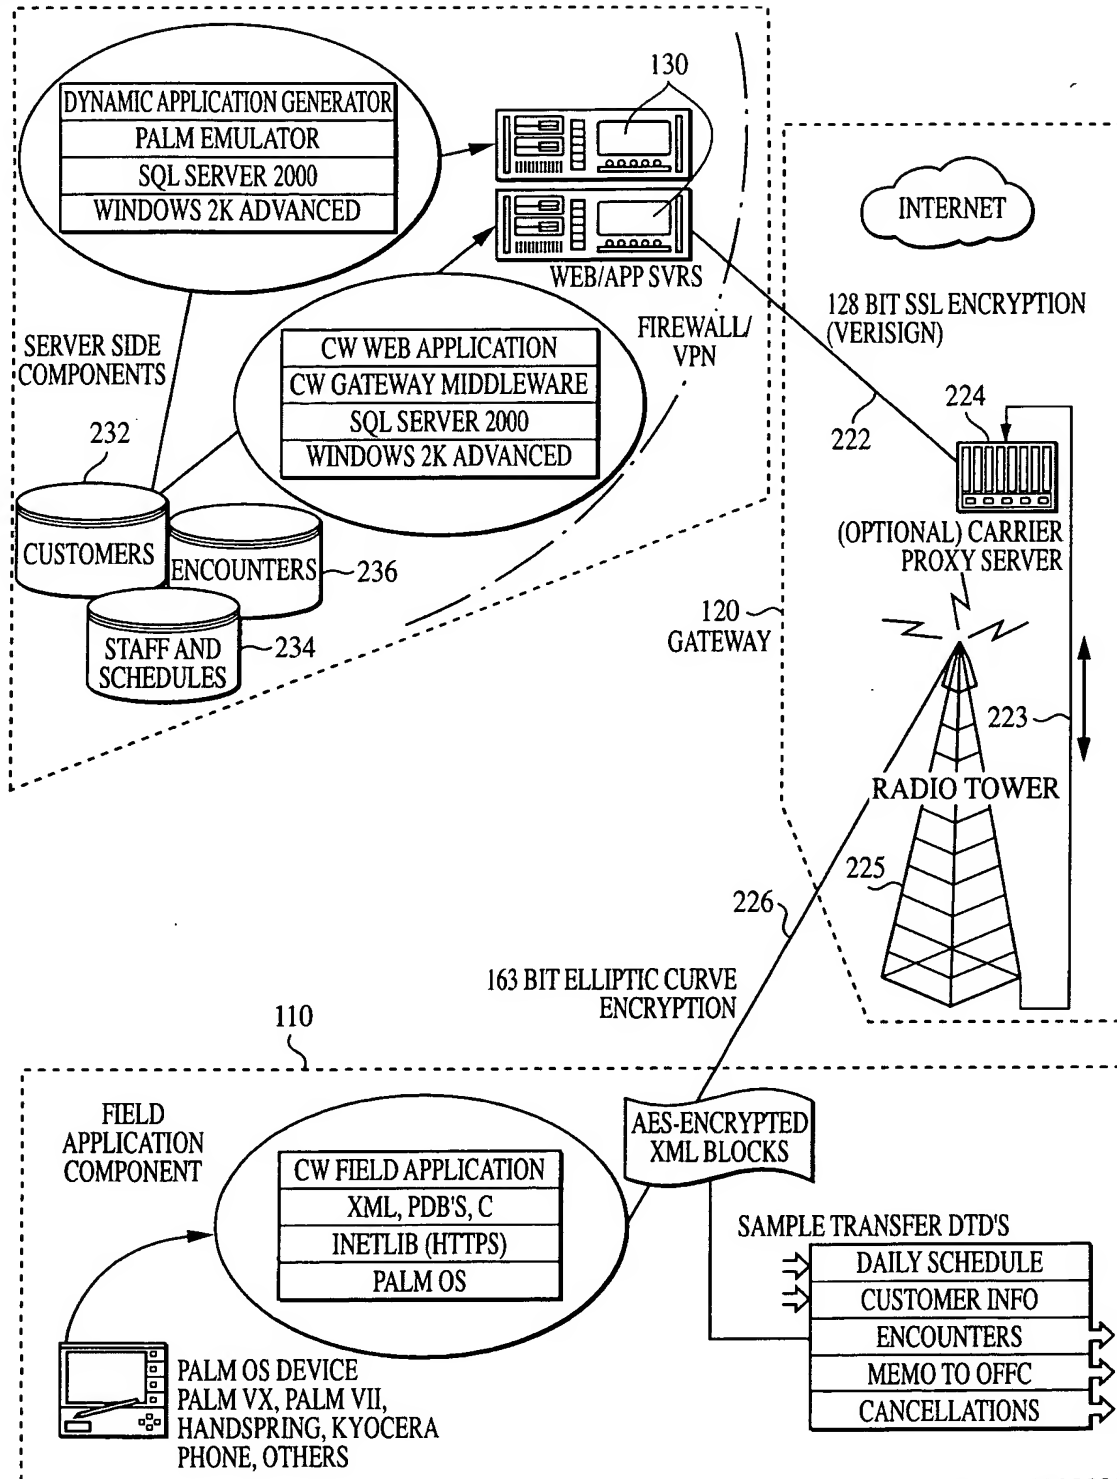 130
DYNAMIC APPLICATION GENERATOR
PALM EMULATOR
SQL SERVER 2000
WINDOWS 2K ADVANCED
WEB/APP SVRS
INTERNET
128 BIT SSL ENCRYPTION
(VERISIGN)
FIREWALL/
VPN
SERVER SIDE
COMPONENTS
CW WEB APPLICATION
CW GATEWAY MIDDLEWARE
SQL SERVER 2000
WINDOWS 2K ADVANCED
222
224
232
CUSTOMERS
ENCOUNTERS
236
STAFF AND
SCHEDULES
234
(OPTIONAL) CARRIER
PROXY SERVER
120
GATEWAY
223
RADIO TOWER
225
226
163 BIT ELLIPTIC CURVE
ENCRYPTION
110
FIELD
APPLICATION
COMPONENT
CW FIELD APPLICATION
XML, PDB'S, C
INETLIB (HTTPS)
PALM OS
AES-ENCRYPTED
XML BLOCKS
SAMPLE TRANSFER DTD'S
DAILY SCHEDULE
CUSTOMER INFO
ENCOUNTERS
MEMO TO OFFC
CANCELLATIONS
PALM OS DEVICE
PALM VX, PALM VII,
HANDSPRING, KYOCERA
PHONE, OTHERS